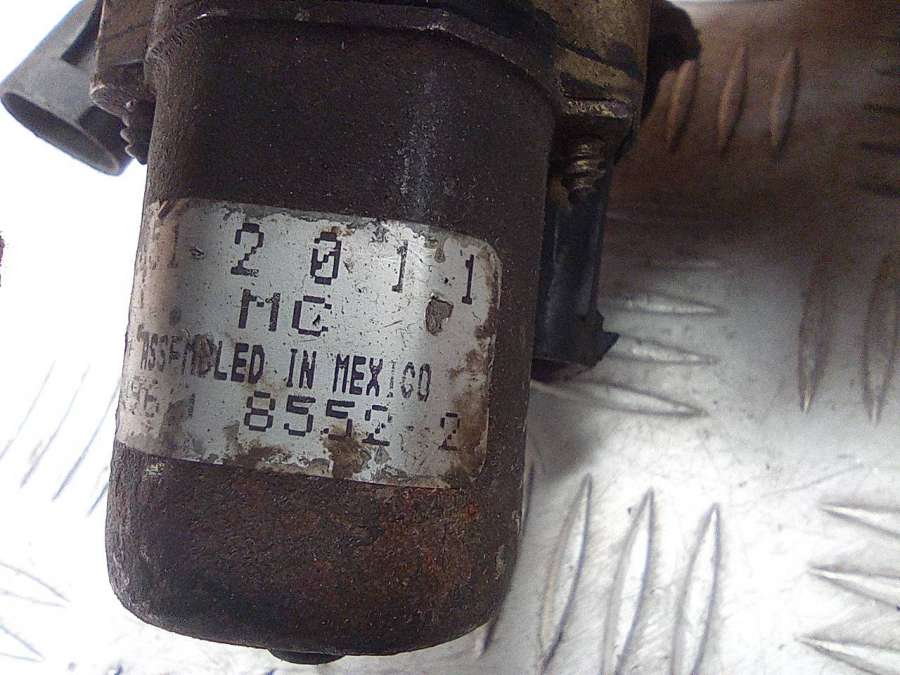 2011
MC
ASSEMBLED IN MEXICO
8552 2